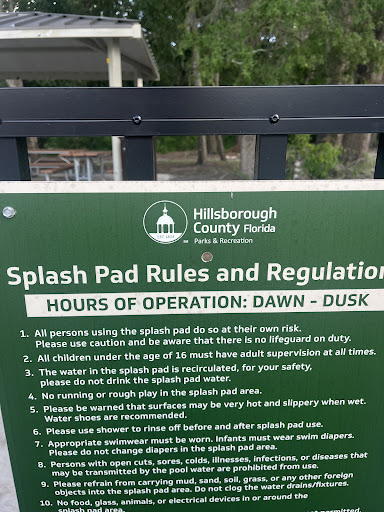 Hillsborough
County Florida
EST. 1834
Parks & Recreation
Splash Pad Rules and Regulation
HOURS OF OPERATION: DAWN - DUSK
1. All persons using the splash pad do so at their own risk.
Please use caution and be aware that there is no lifeguard on duty.
2. All children under the age of 16 must have adult supervision at all times.
3. The water in the splash pad is recirculated, for your safety,
please do not drink the splash pad water.
4. No running or rough play in the splash pad area.
5. Please be warned that surfaces may be very hot and slippery when wet.
Water shoes are recommended.
6. Please use shower to rinse off before and after splash pad use.
7. Appropriate swimwear must be worn. Infants must wear swim diapers.
Please do not change diapers in the splash pad area.
8. Persons with open cuts, sores, colds, illnesses, infections, or diseases that
may be transmitted by the pool water are prohibited from use.
9. Please refrain from carrying mud, sand, soil, grass, or any other foreign
objects into the splash pad area. Do not clog the water drains/fixtures.
10. No food, glass, animals, or electrical devices in or around the
splash pad area.
permitted.